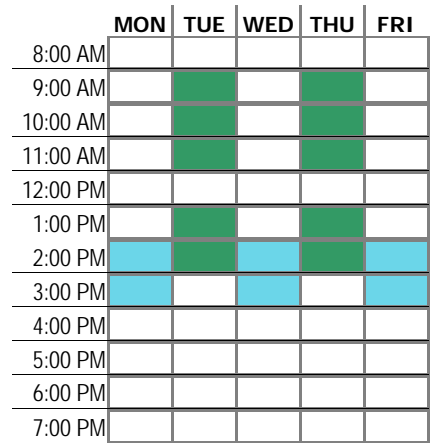 MON TUE WED THU FRI
8:00 AM
9:00 AM
10:00 AM
11:00 AM
12:00 PM
1:00 PM
2:00 PM
3:00 PM
4:00 PM
5:00 PM
6:00 PM
7:00 PM